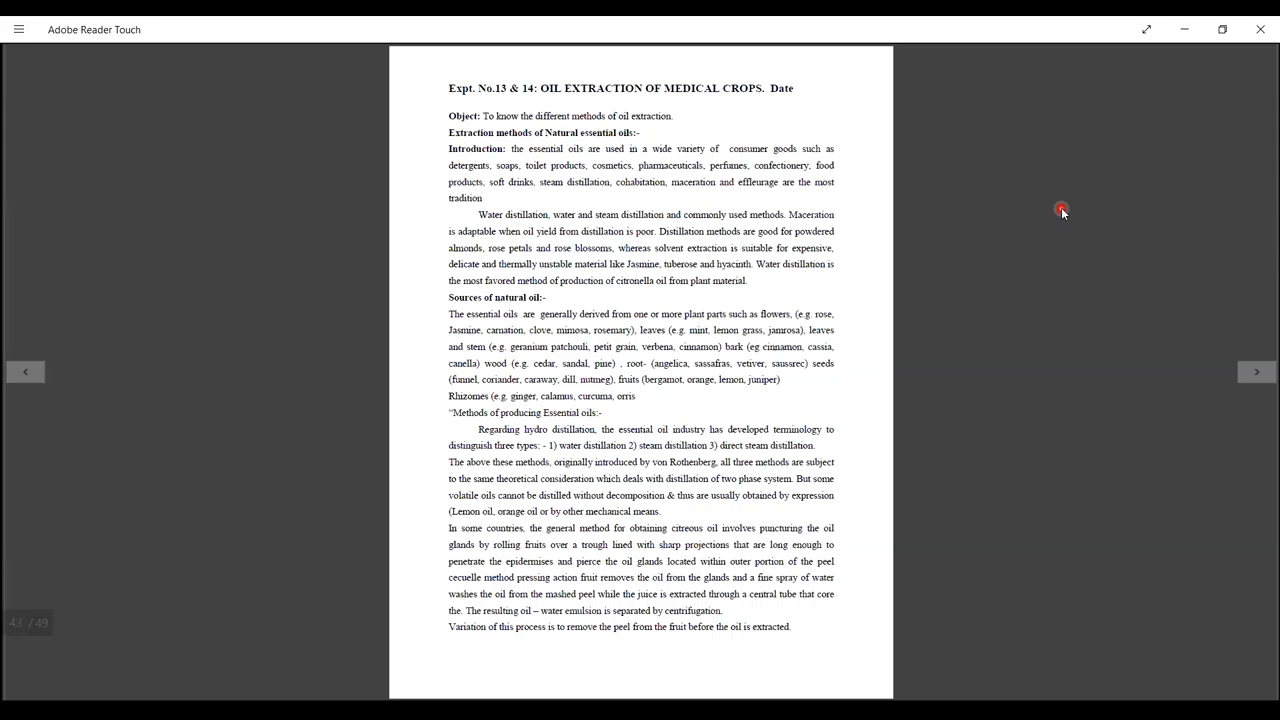 Adobe Reader Touch
Expt. No.13 & 14: OIL EXTRACTION OF MEDICAL CROPS. Date
Object: To know the different methods of oil extraction.
Extraction methods of Natural essential oils:-
Introduction: the essential oils are used in a wide variety of consumer goods such as
detergents, soaps, toilet products, cosmetics, pharmaceuticals, perfumes, confectionery, food
products, soft drinks, steam distillation, cohabitation, maceration and effleurage are the most
tradition
Water distillation, water and steam distillation and commonly used methods. Maceration
is adaptable when oil yield from distillation is poor. Distillation methods are good for powdered
almonds, rose petals and rose blossoms, whereas solvent extraction is suitable for expensive,
delicate and thermally unstable material like Jasmine, tuberose and hyacinth. Water distillation is
the most favored method of production of citronella oil from plant material.
Sources of natural oil:-
The essential oils are generally derived from one or more plant parts such as flowers, (e.g. rose,
Jasmine, carnation, clove, mimosa, rosemary), leaves (e.g. mint, lemon grass, jamrosa), leaves
and stem (e.g. geranium patchouli, petit grain, verbena, cinnamon) bark (eg cinnamon, cassia,
canella) wood (e.g. cedar, sandal, pine) , root- (angelica, sassafras, vetiver, saussrec) seeds
(funnel, coriander, caraway, dill, nutmeg), fruits (bergamot, orange, lemon, juniper)
Rhizomes (e.g. ginger, calamus, curcuma, orris
“Methods of producing Essential oils:-
Regarding hydro distillation, the essential oil industry has developed terminology to
distinguish three types: - 1) water distillation 2) steam distillation 3) direct steam distillation.
The above these methods, originally introduced by von Rothenberg, all three methods are subject
to the same theoretical consideration which deals with distillation of two phase system. But some
volatile oils cannot be distilled without decomposition & thus are usually obtained by expression
(Lemon oil, orange oil or by other mechanical means.
In some countries, the general method for obtaining citreous oil involves puncturing the oil
glands by rolling fruits over a trough lined with sharp projections that are long enough to
penetrate the epidermises and pierce the oil glands located within outer portion of the peel
cecuelle method pressing action fruit removes the oil from the glands and a fine spray of water
washes the oil from the mashed peel while the juice is extracted through a central tube that core
the. The resulting oil – water emulsion is separated by centrifugation.
Variation of this process is to remove the peel from the fruit before the oil is extracted.
43 / 49